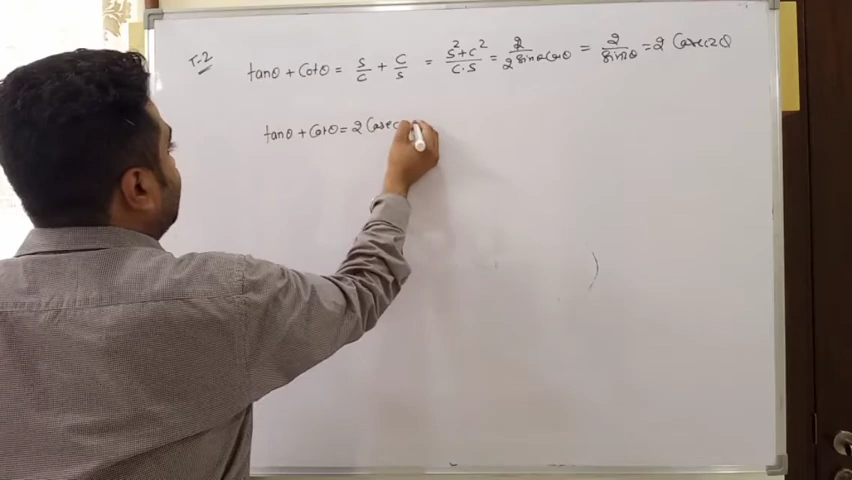 T-2
tanθ + Cotθ = s/c + c/s = s²+c²/c.s = 2/2 sinθ Cosθ = 2/sin2θ = 2 Cosec2θ
tanθ + Cotθ = 2 Cosec